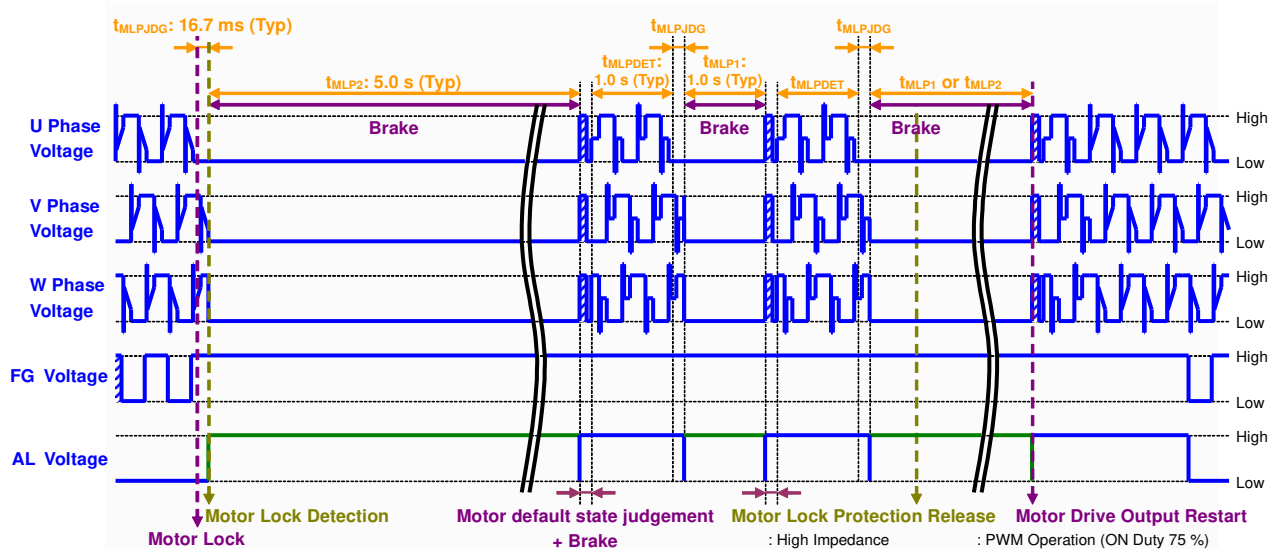 tMLPJDG: 16.7 ms (Typ)
tMLPJDG
tMLPJDG
tMLPDET:
1.0 s (Typ)
tMLP1:
1.0 s (Typ)
tMLP2: 5.0 s (Typ)
tMLPDET
tMLP1 or tMLP2
Brake
Brake
Brake
U Phase
Voltage
High
Low
V Phase
Voltage
High
Low
W Phase
Voltage
High
Low
FG Voltage
High
Low
AL Voltage
High
Low
Motor Lock Detection
Motor Lock
Motor default state judgement
+ Brake
Motor Lock Protection Release
Motor Drive Output Restart
: High Impedance
: PWM Operation (ON Duty 75 %)